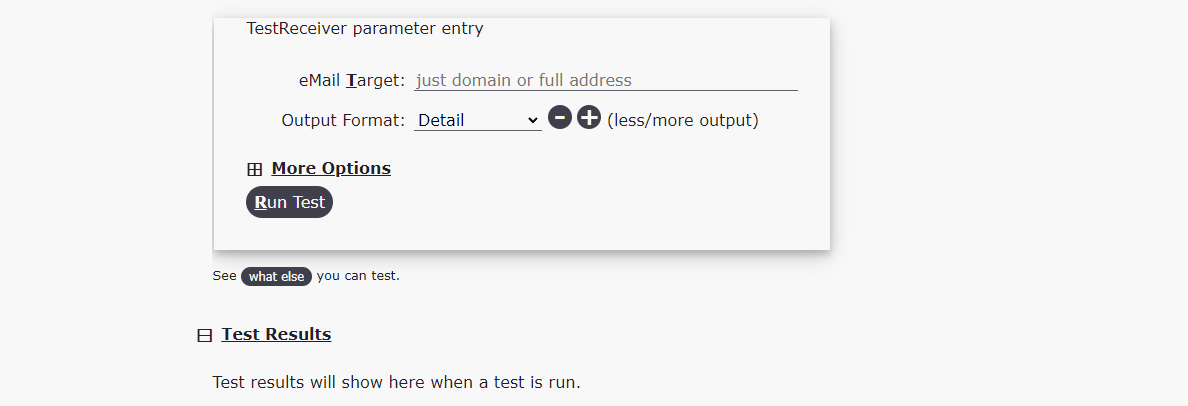 TestReceiver parameter entry
eMail Target: just domain or full address
Output Format: Detail - + (less/more output)
More Options
Run Test
See what else you can test.
Test Results
Test results will show here when a test is run.